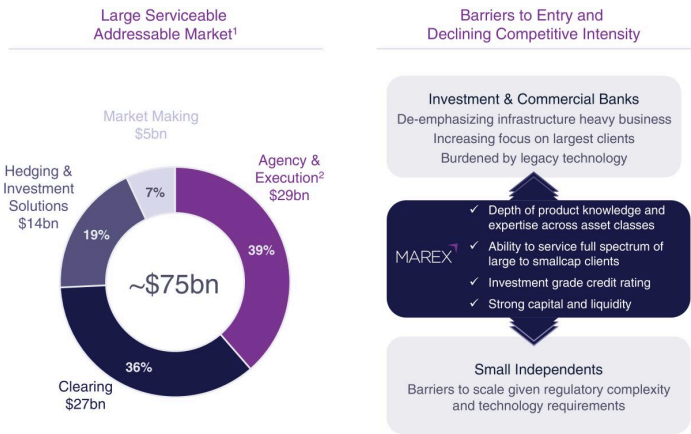 Large Serviceable
Addressable Market¹
Market Making
$5bn
Agency &
Execution²
$29bn
Hedging &
Investment
Solutions
$14bn
7%
19%
39%
~$75bn
36%
Clearing
$27bn
Barriers to Entry and
Declining Competitive Intensity
Investment & Commercial Banks
De-emphasizing infrastructure heavy business
Increasing focus on largest clients
Burdened by legacy technology
MAREX
✓ Depth of product knowledge and
expertise across asset classes
✓ Ability to service full spectrum of
large to smallcap clients
✓ Investment grade credit rating
✓ Strong capital and liquidity
Small Independents
Barriers to scale given regulatory complexity
and technology requirements